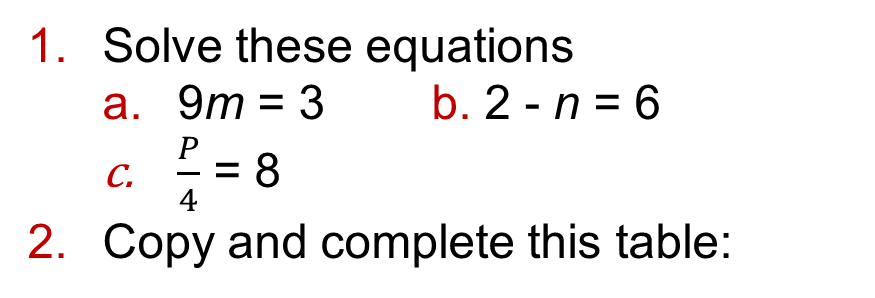 1. Solve these equations
a. 9m = 3 b. 2 - n = 6
c. P/4 = 8
2. Copy and complete this table: